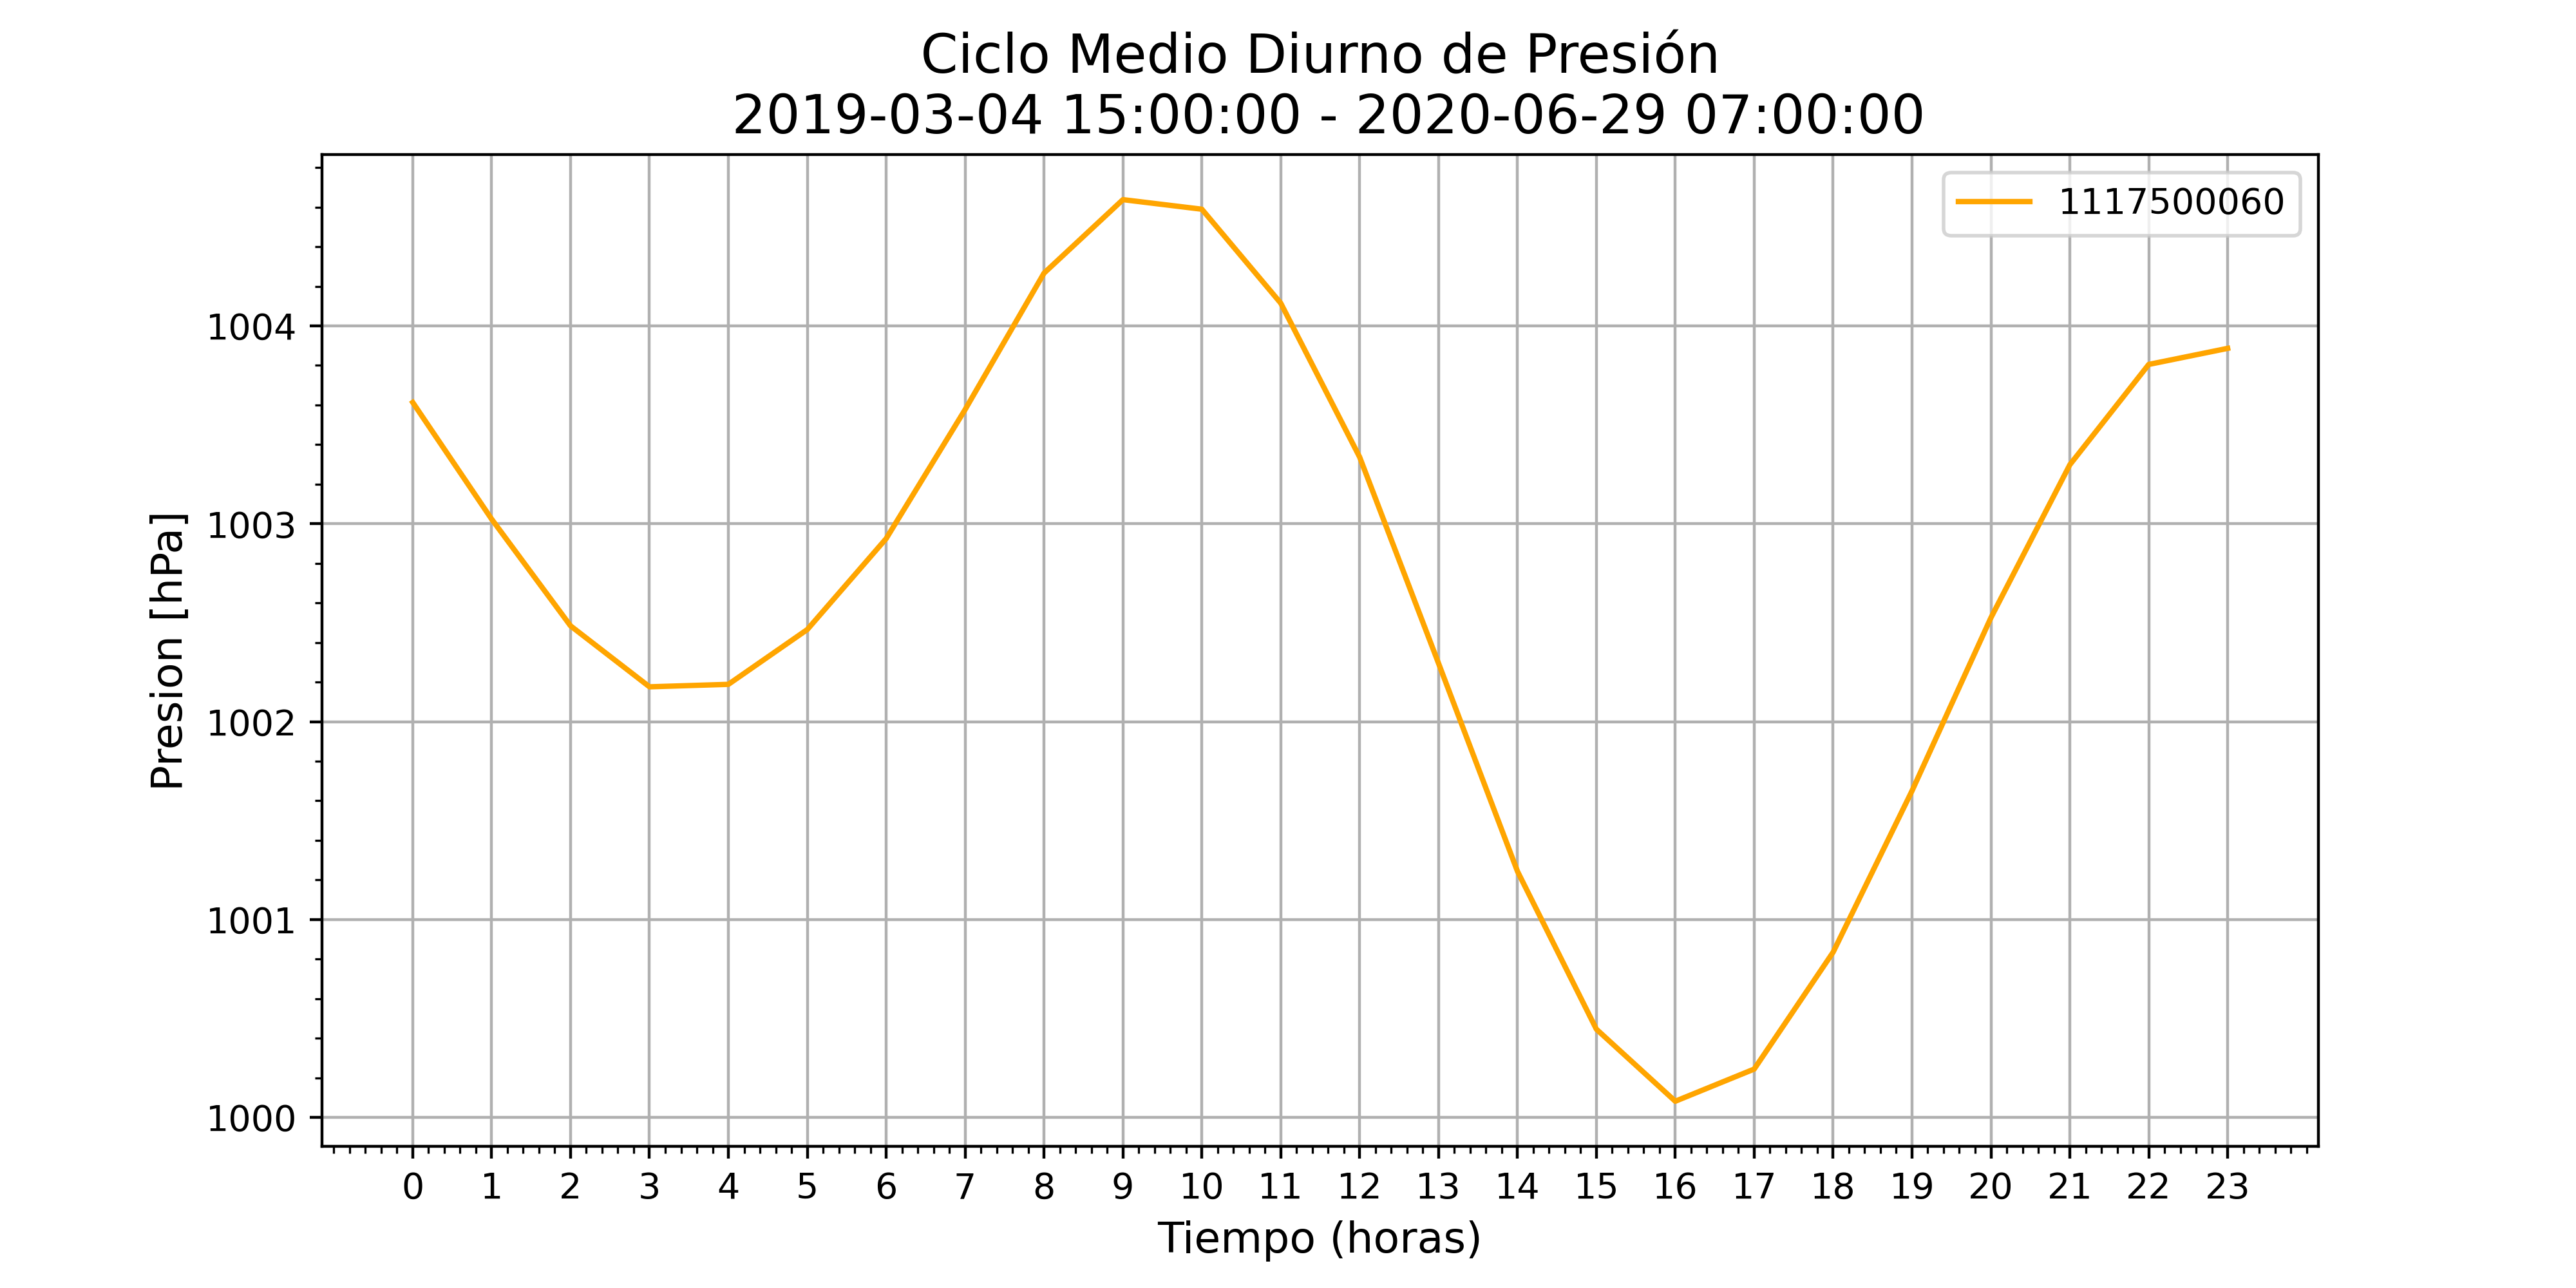 Ciclo Medio Diurno de Presión
2019-03-04 15:00:00 - 2020-06-29 07:00:00
1117500060
Presion [hPa]
1004
1003
1002
1001
1000
0 1 2 3 4 5 6 7 8 9 10 11 12 13 14 15 16 17 18 19 20 21 22 23
Tiempo (horas)